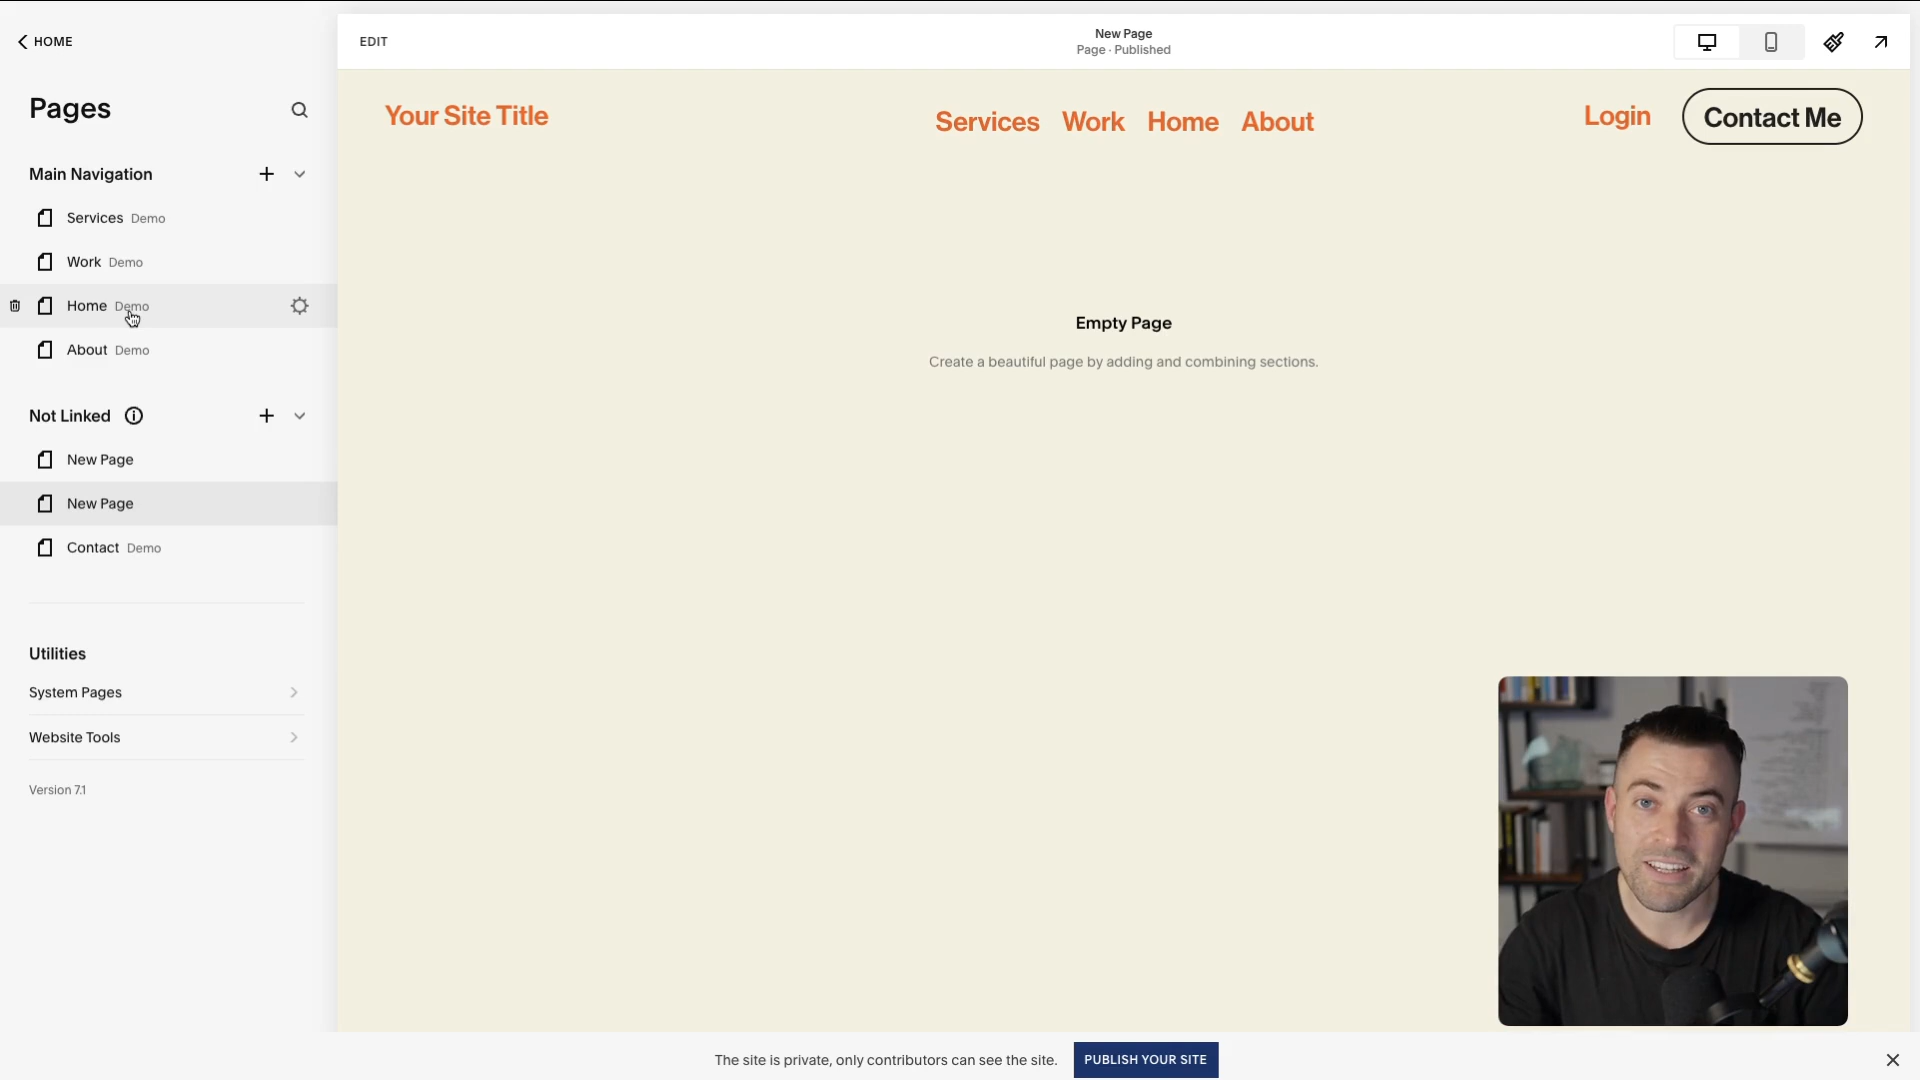 HOME
EDIT
New Page
Page · Published
Pages
Your Site Title
Services Work Home About
Login
Contact Me
Main Navigation
Services Demo
Work Demo
Home Demo
About Demo
Empty Page
Create a beautiful page by adding and combining sections.
Not Linked
New Page
New Page
Contact Demo
Utilities
System Pages
Website Tools
Version 7.1
The site is private, only contributors can see the site.
PUBLISH YOUR SITE